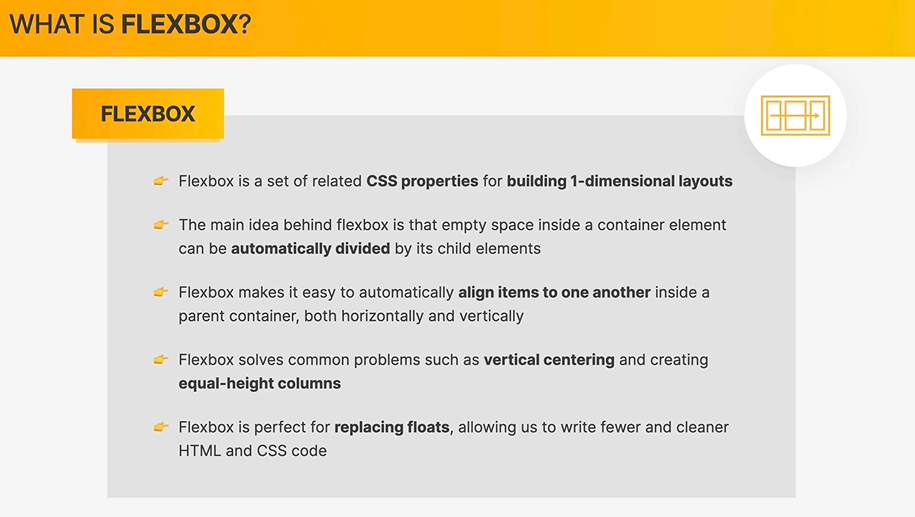 WHAT IS FLEXBOX?
FLEXBOX
Flexbox is a set of related CSS properties for building 1-dimensional layouts
The main idea behind flexbox is that empty space inside a container element
can be automatically divided by its child elements
Flexbox makes it easy to automatically align items to one another inside a
parent container, both horizontally and vertically
Flexbox solves common problems such as vertical centering and creating
equal-height columns
Flexbox is perfect for replacing floats, allowing us to write fewer and cleaner
HTML and CSS code